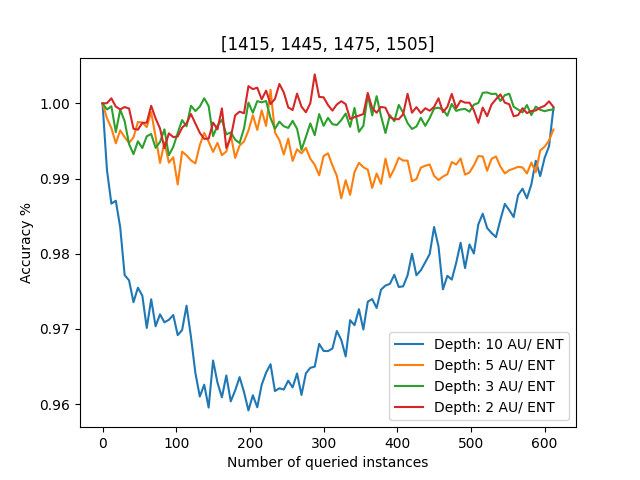 [1415, 1445, 1475, 1505]
Accuracy %
1.00
0.99
0.98
0.97
0.96
0
100
200
300
400
500
600
Number of queried instances
Depth: 10 AU/ ENT
Depth: 5 AU/ ENT
Depth: 3 AU/ ENT
Depth: 2 AU/ ENT